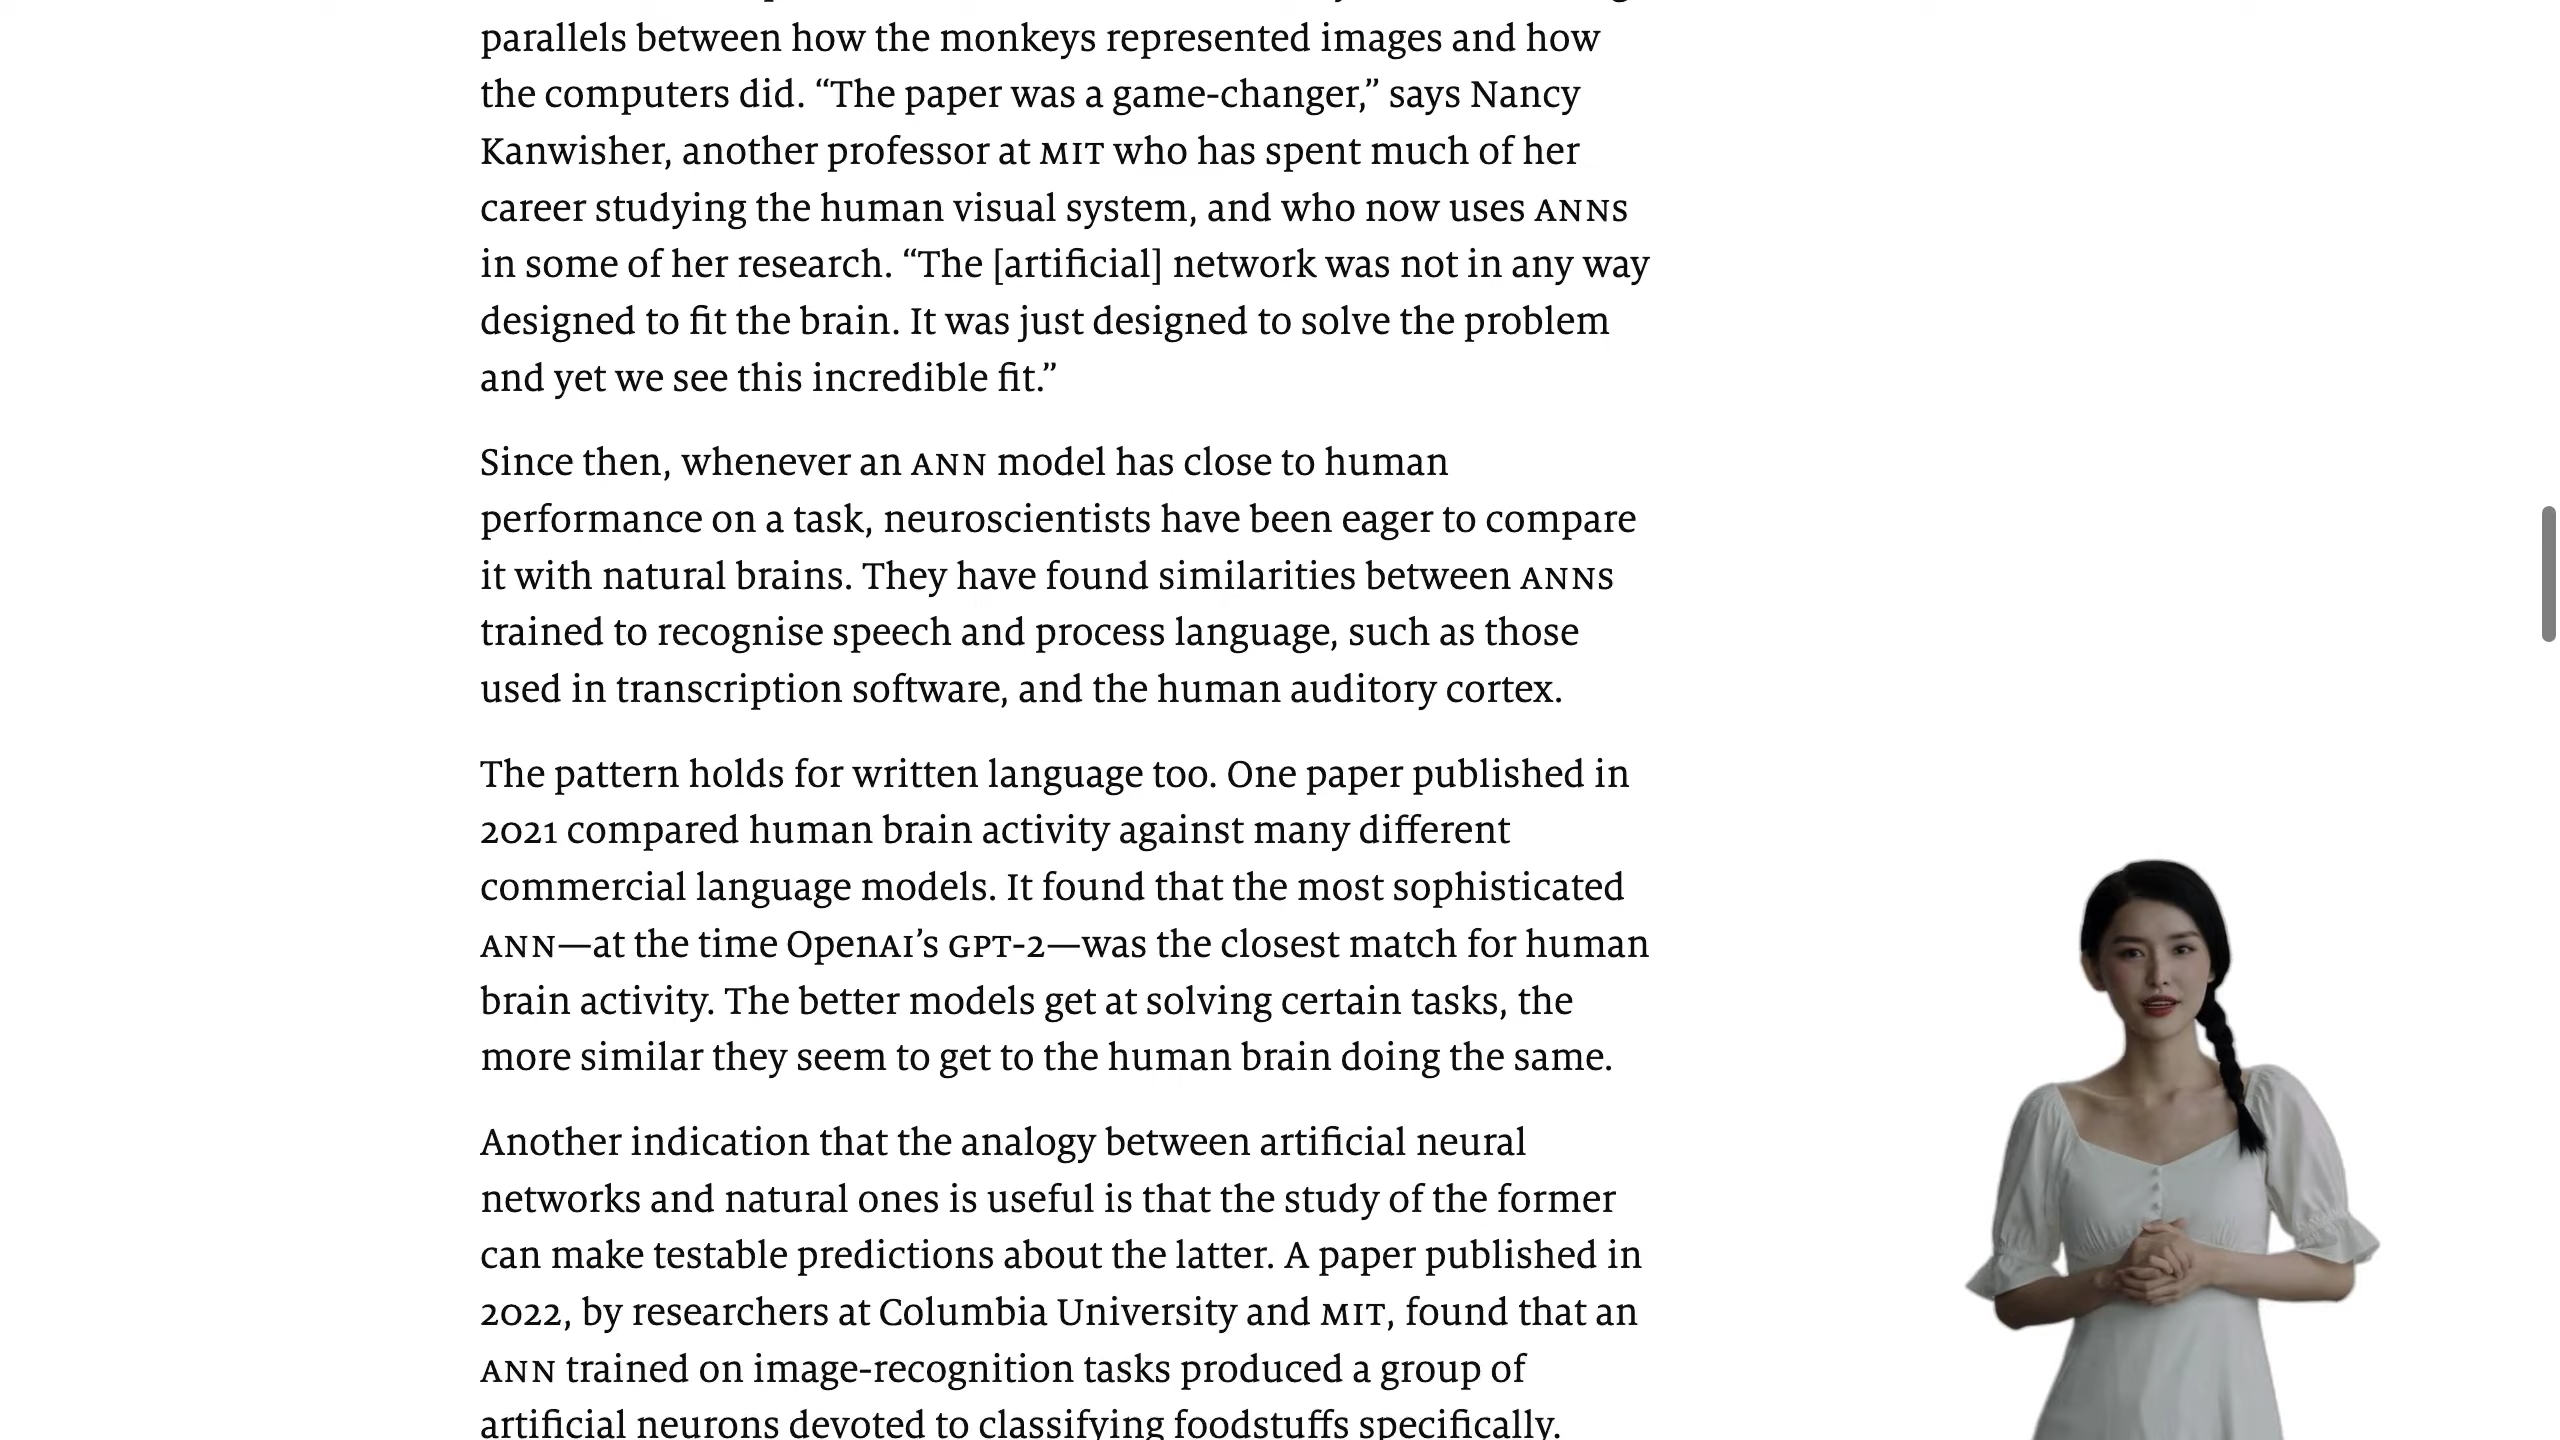 parallels between how the monkeys represented images and how
the computers did. “The paper was a game-changer,” says Nancy
Kanwisher, another professor at MIT who has spent much of her
career studying the human visual system, and who now uses ANNs
in some of her research. “The [artificial] network was not in any way
designed to fit the brain. It was just designed to solve the problem
and yet we see this incredible fit.”
Since then, whenever an ANN model has close to human
performance on a task, neuroscientists have been eager to compare
it with natural brains. They have found similarities between ANNs
trained to recognise speech and process language, such as those
used in transcription software, and the human auditory cortex.
The pattern holds for written language too. One paper published in
2021 compared human brain activity against many different
commercial language models. It found that the most sophisticated
ANN—at the time OpenAI’s GPT-2—was the closest match for human
brain activity. The better models get at solving certain tasks, the
more similar they seem to get to the human brain doing the same.
Another indication that the analogy between artificial neural
networks and natural ones is useful is that the study of the former
can make testable predictions about the latter. A paper published in
2022, by researchers at Columbia University and MIT, found that an
ANN trained on image-recognition tasks produced a group of
artificial neurons devoted to classifying foodstuffs specifically.